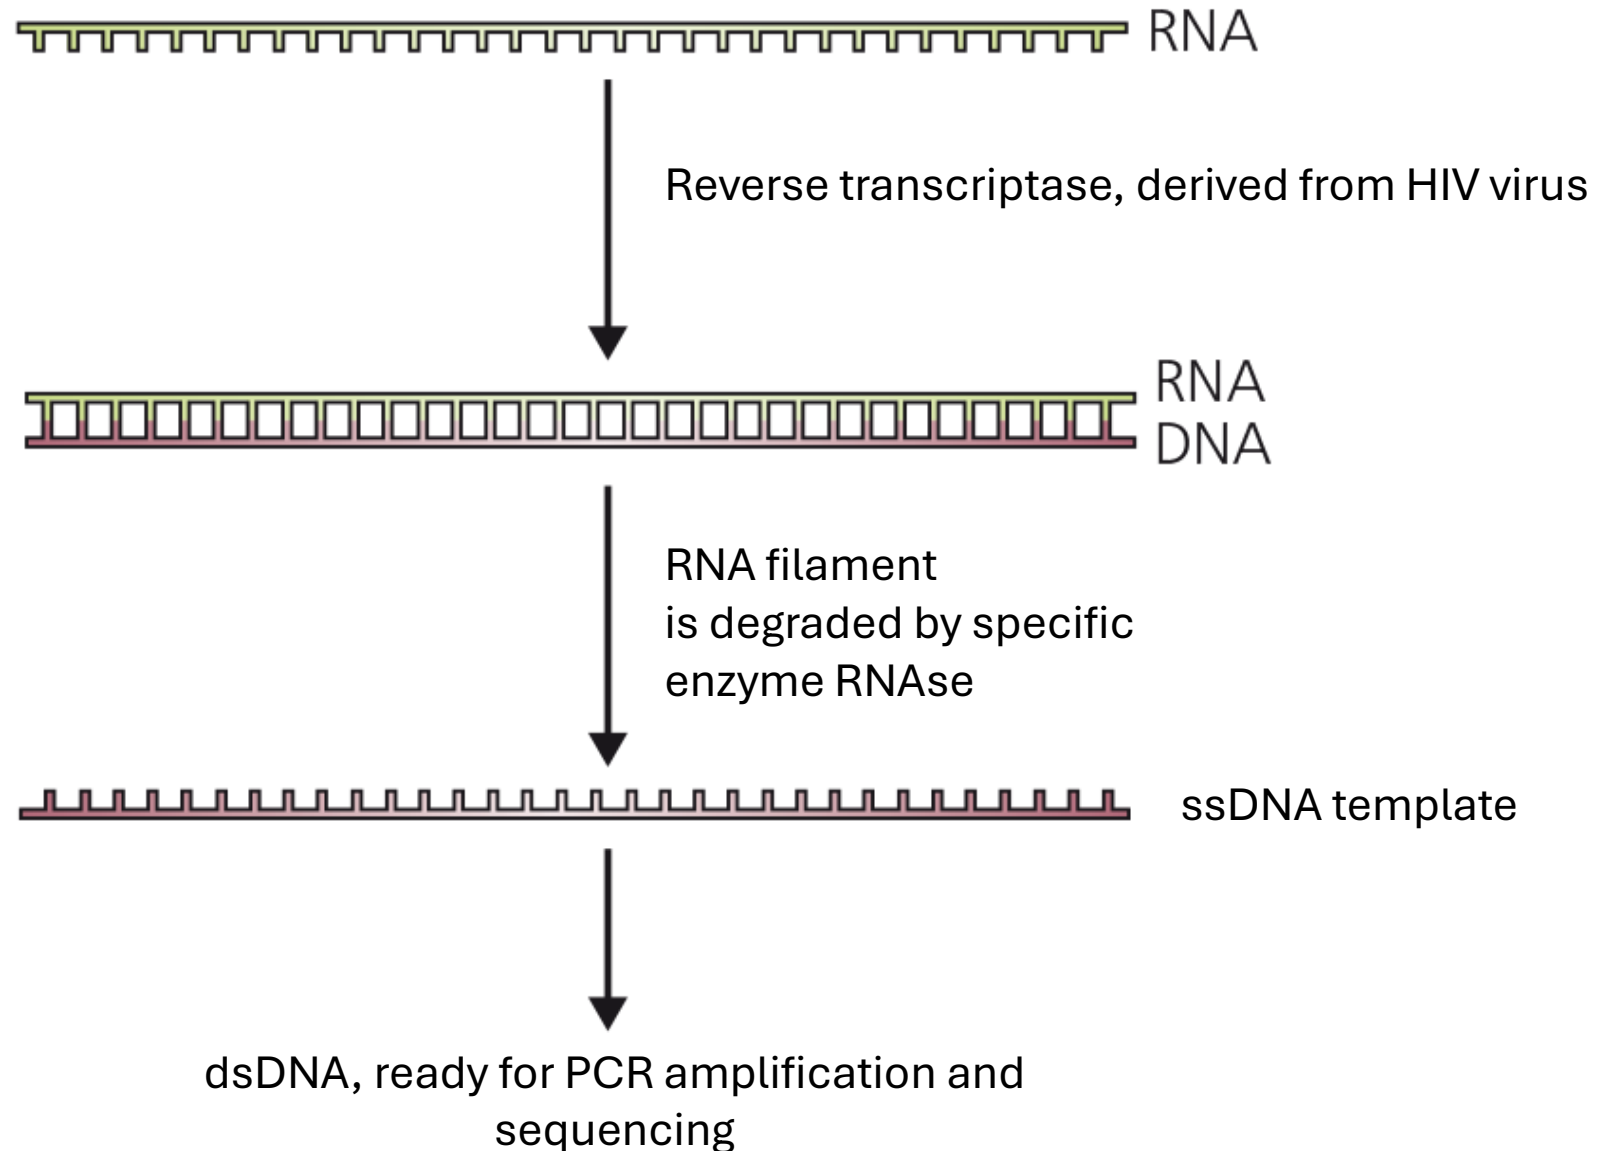 RNA
Reverse transcriptase, derived from HIV virus
RNA
DNA
RNA filament
is degraded by specific
enzyme RNAse
ssDNA template
dsDNA, ready for PCR amplification and
sequencing